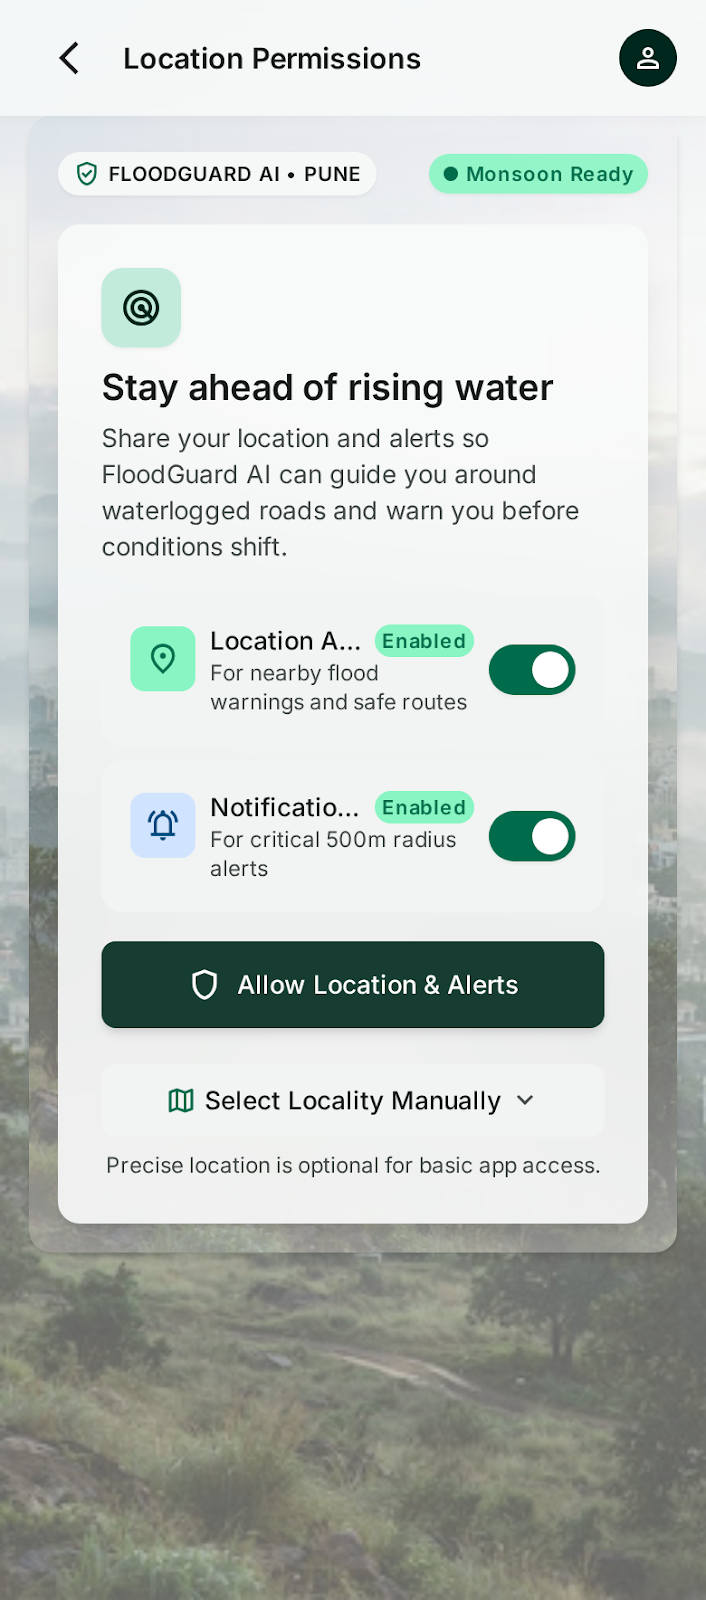 Location Permissions
FLOODGUARD AI • PUNE
Monsoon Ready
Stay ahead of rising water
Share your location and alerts so
FloodGuard AI can guide you around
waterlogged roads and warn you before
conditions shift.
Location A... Enabled
For nearby flood
warnings and safe routes
Notificatio... Enabled
For critical 500m radius
alerts
Allow Location & Alerts
Select Locality Manually
Precise location is optional for basic app access.